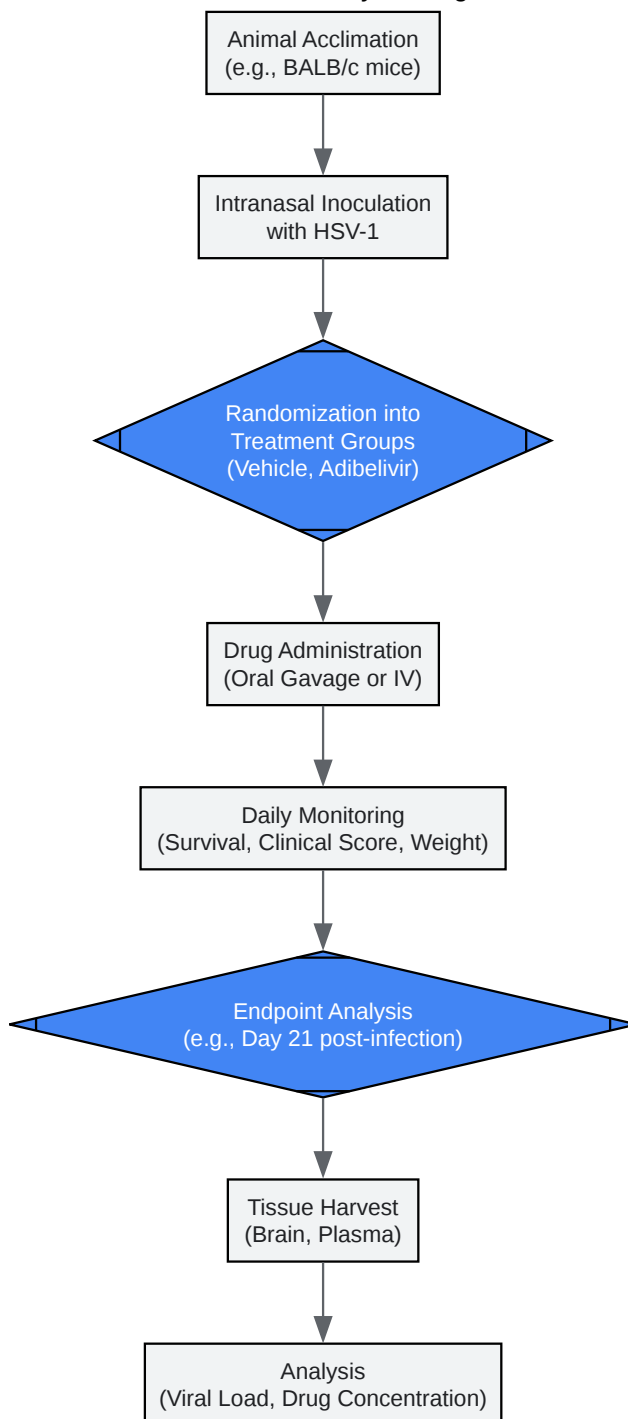 Animal Acclimation
(e.g., BALB/c mice)
Intranasal Inoculation
with HSV-1
Randomization into
Treatment Groups
(Vehicle, Adibelivir)
Drug Administration
(Oral Gavage or IV)
Daily Monitoring
(Survival, Clinical Score, Weight)
Endpoint Analysis
(e.g., Day 21 post-infection)
Tissue Harvest
(Brain, Plasma)
Analysis
(Viral Load, Drug Concentration)